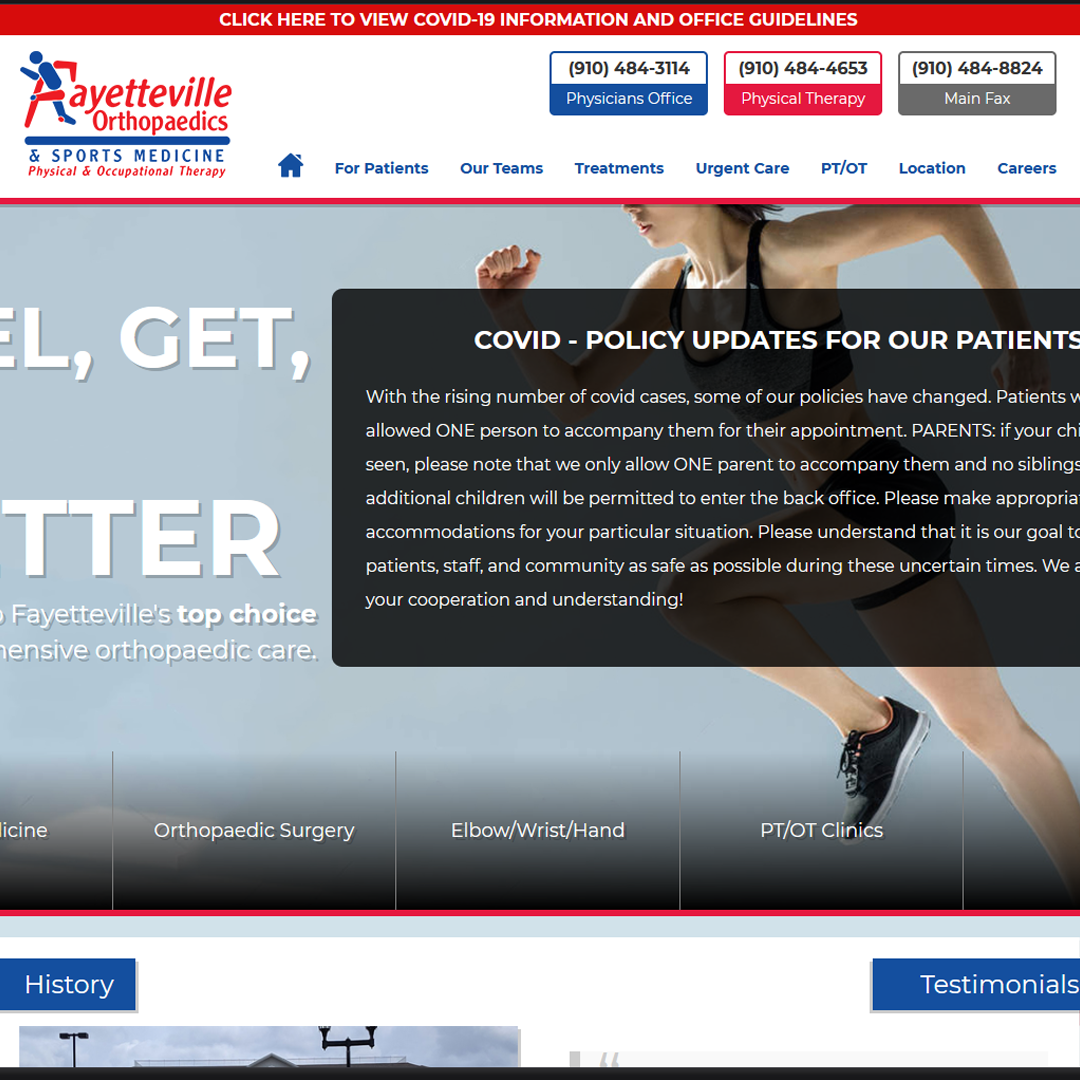 CLICK HERE TO VIEW COVID-19 INFORMATION AND OFFICE GUIDELINES
Fayetteville
Orthopaedics
& SPORTS MEDICINE
Physical & Occupational Therapy
(910) 484-3114
Physicians Office
(910) 484-4653
Physical Therapy
(910) 484-8824
Main Fax
For Patients
Our Teams
Treatments
Urgent Care
PT/OT
Location
Careers
EL, GET,
TTER
Fayetteville's top choice
hensive orthopaedic care.
COVID - POLICY UPDATES FOR OUR PATIENTS
With the rising number of covid cases, some of our policies have changed. Patients w
allowed ONE person to accompany them for their appointment. PARENTS: if your chi
seen, please note that we only allow ONE parent to accompany them and no siblings
additional children will be permitted to enter the back office. Please make appropriat
accommodations for your particular situation. Please understand that it is our goal to
patients, staff, and community as safe as possible during these uncertain times. We a
your cooperation and understanding!
dicine
Orthopaedic Surgery
Elbow/Wrist/Hand
PT/OT Clinics
History
Testimonials
“